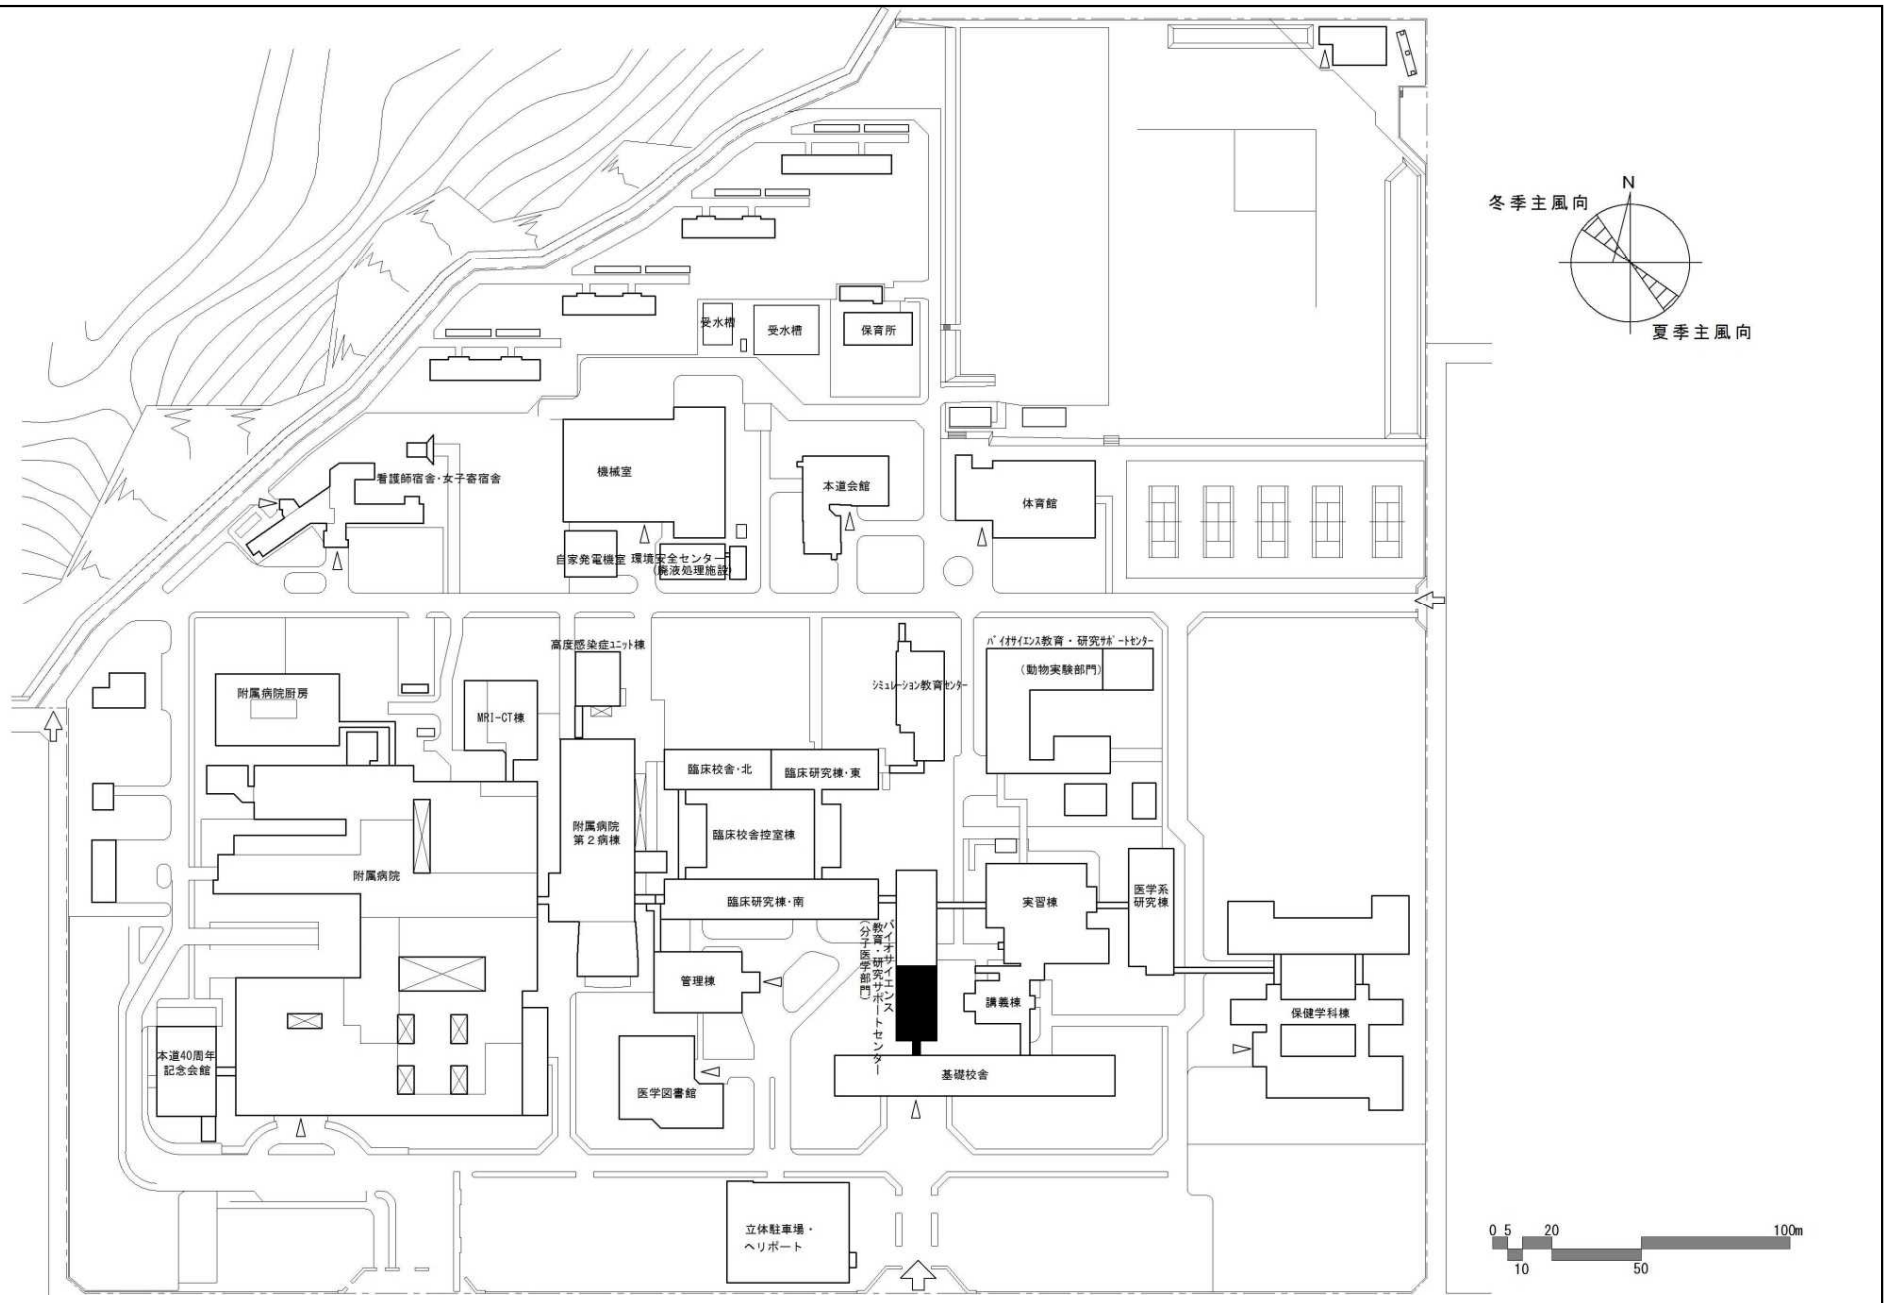 N
冬季主風向
夏季主風向
受水槽
受水槽
保育所
看護師宿舎・女子寄宿舎
機械室
本道会館
体育館
自家発電機室
環境安全センター
(廃液処理施設)
高度感染症ﾕﾆｯﾄ棟
ﾊﾞｲｵｻｲｴﾝｽ教育・研究ｻﾎﾟｰﾄｾﾝﾀｰ
(動物実験部門)
ｼﾐｭﾚｰｼｮﾝ教育ｾﾝﾀｰ
附属病院厨房
MRI-CT棟
臨床校舎・北
臨床研究棟・東
附属病院
第２病棟
臨床校舎控室棟
附属病院
臨床研究棟・南
実習棟
医学系
研究棟
バイオサイエンス
教育・研究サポートセンター
(分子医学部門)
管理棟
講義棟
保健学科棟
本道40周年
記念会館
医学図書館
基礎校舎
立体駐車場・
ヘリポート
0 5 20 100m
10 50